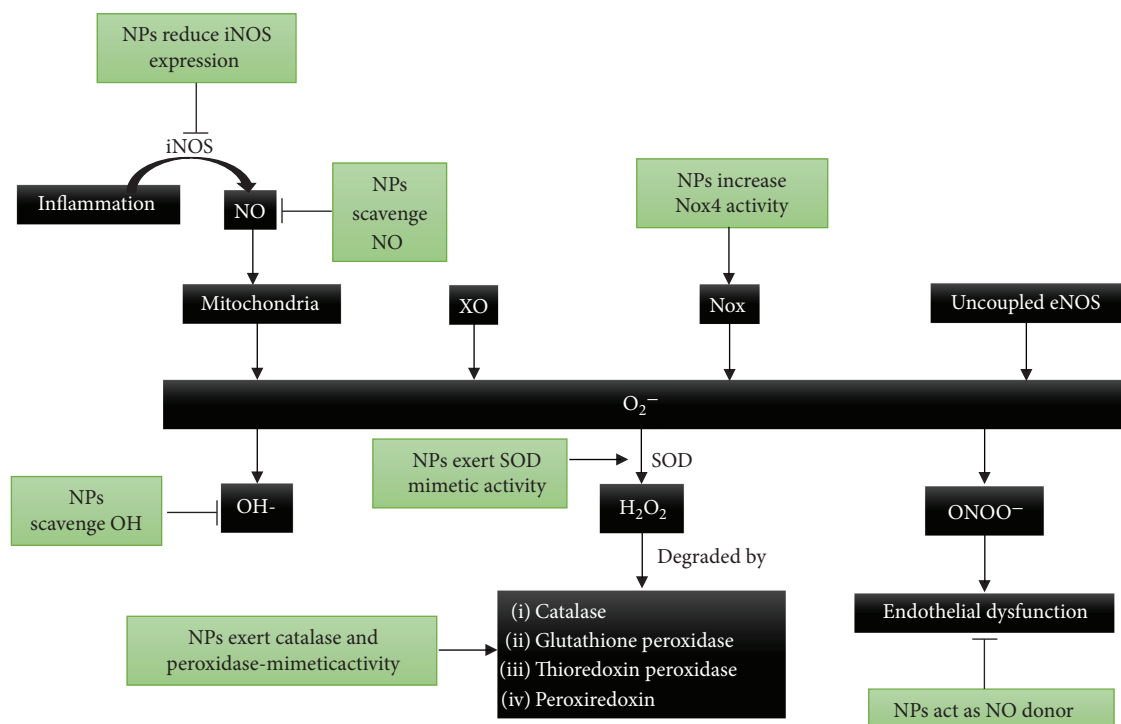 NPs reduce iNOS
expression
iNOS
Inflammation
NO
NPs
scavenge
NO
NPs increase
Nox4 activity
Mitochondria
XO
Nox
Uncoupled eNOS
O₂⁻
NPs exert SOD
mimetic activity
SOD
NPs
scavenge OH
OH-
H₂O₂
ONOO⁻
Degraded by
Endothelial dysfunction
NPs exert catalase and
peroxidase-mimeticactivity
(i) Catalase
(ii) Glutathione peroxidase
(iii) Thioredoxin peroxidase
(iv) Peroxiredoxin
NPs act as NO donor